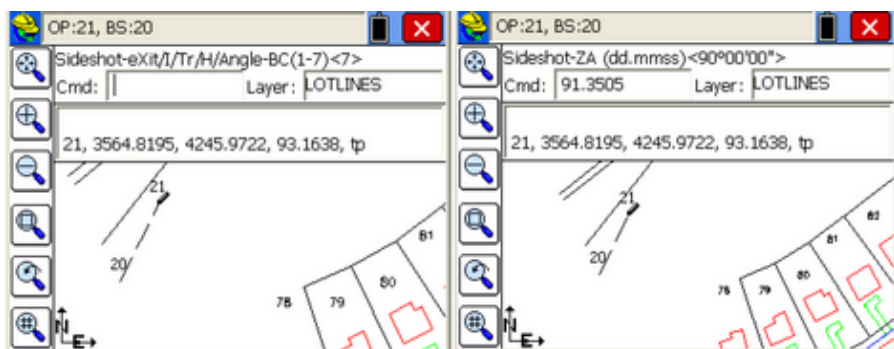 OP:21, BS:20
Sideshot-eXit/I/Tr/H/Angle-BC(1-7)<7>
Cmd: Layer: LOTLINES
21, 3564.8195, 4245.9722, 93.1638, tp
21
20
81
80
79
78
N
E
OP:21, BS:20
Sideshot-ZA (dd.mmss)<90º00'00">
Cmd: 91.3505 Layer: LOTLINES
21, 3564.8195, 4245.9722, 93.1638, tp
21
20
82
81
80
79
78
N
E